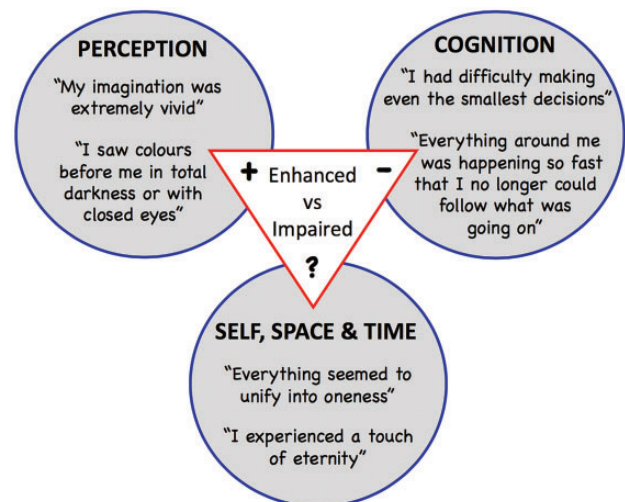 PERCEPTION
“My imagination was
extremely vivid”
“I saw colours
before me in total
darkness or with
closed eyes”
COGNITION
“I had difficulty making
even the smallest decisions”
“Everything around me
was happening so fast
that I no longer could
follow what was
going on”
+ Enhanced -
vs
Impaired
?
SELF, SPACE & TIME
“Everything seemed to
unify into oneness”
“I experienced a touch
of eternity”